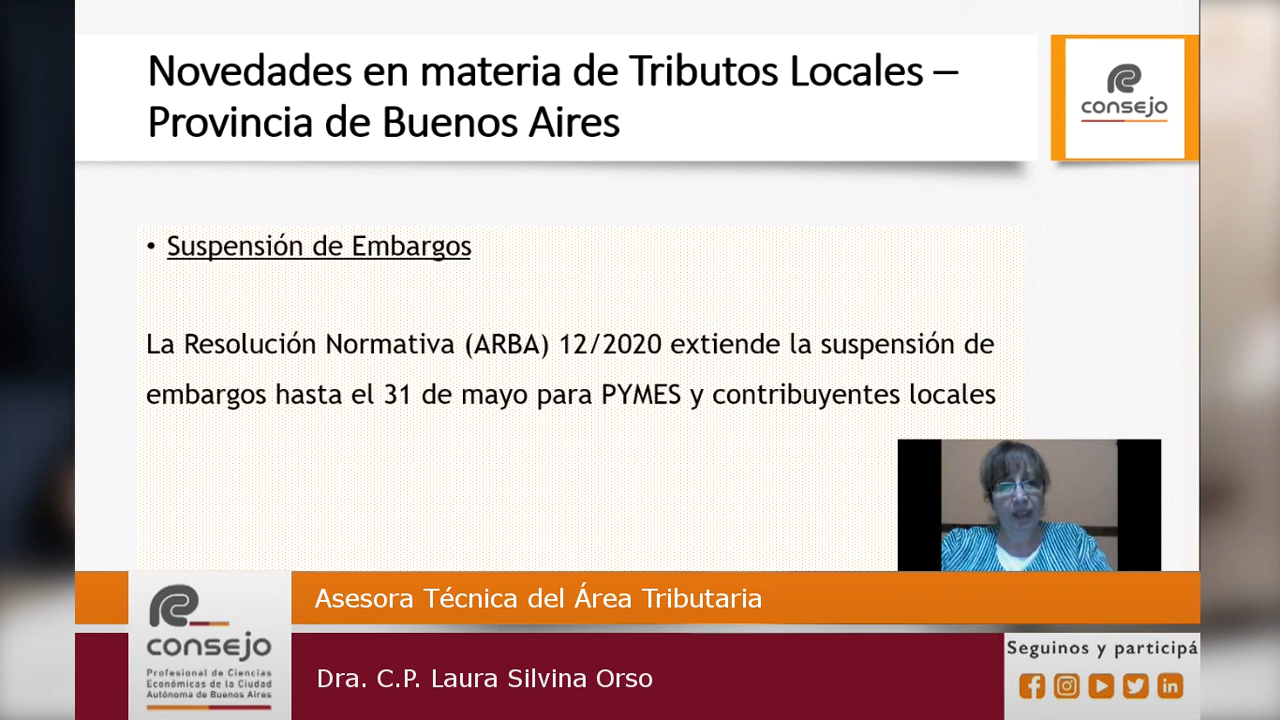 Novedades en materia de Tributos Locales –
Provincia de Buenos Aires
consejo
• Suspensión de Embargos
La Resolución Normativa (ARBA) 12/2020 extiende la suspensión de
embargos hasta el 31 de mayo para PYMES y contribuyentes locales
Asesora Técnica del Área Tributaria
consejo
Profesional de Ciencias
Económicas de la Ciudad
Autónoma de Buenos Aires
Dra. C.P. Laura Silvina Orso
Seguinos y participá